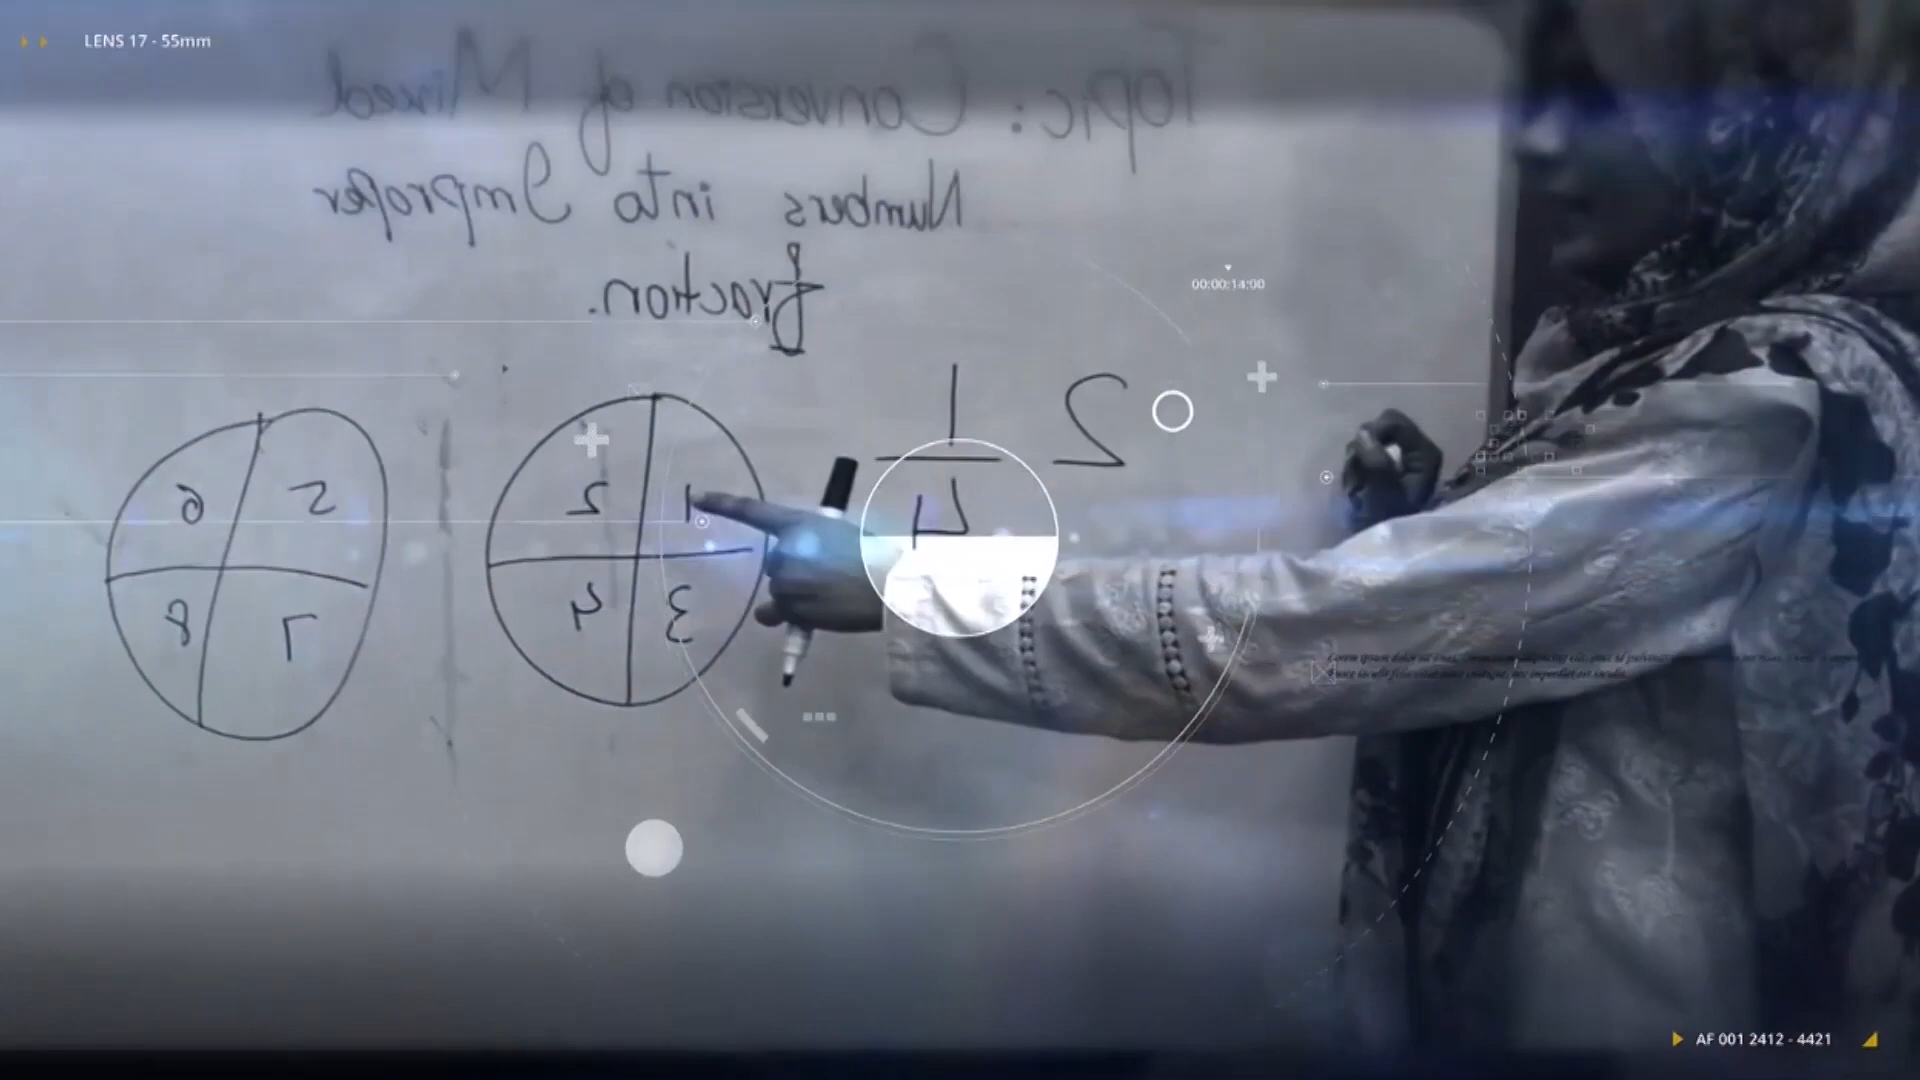 LENS 17 - 55mm
Topic: Conversion of Mixed
Numbers into Improper
fraction.
00:00:14:00
2 1/4
1 2
3 4
5 6
7 8
AF 001 2412 - 4421